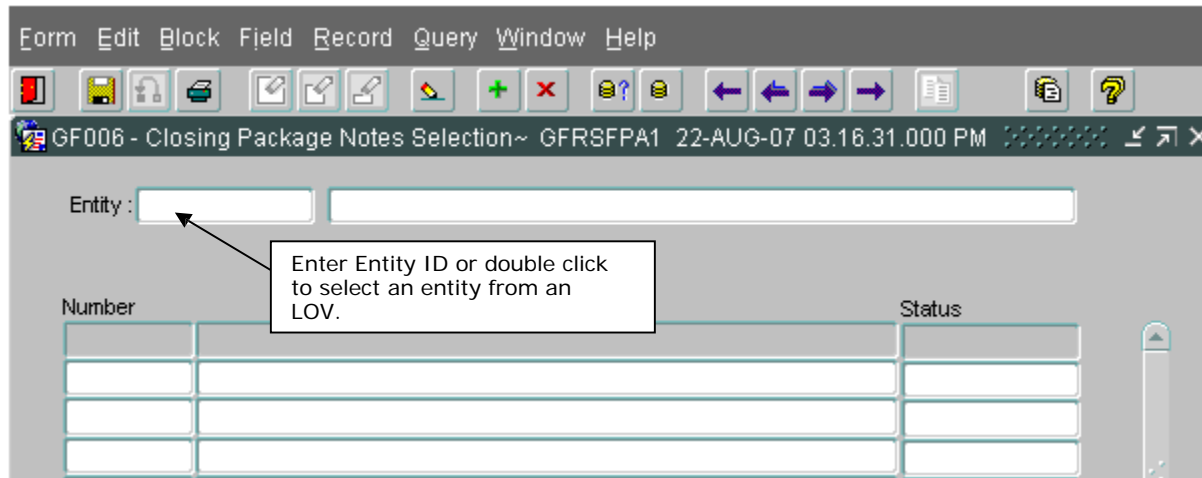 Form Edit Block Field Record Query Window Help
GF006 - Closing Package Notes Selection~ GFRSFPA1 22-AUG-07 03.16.31.000 PM
Entity :
Enter Entity ID or double click
to select an entity from an
LOV.
Number Status